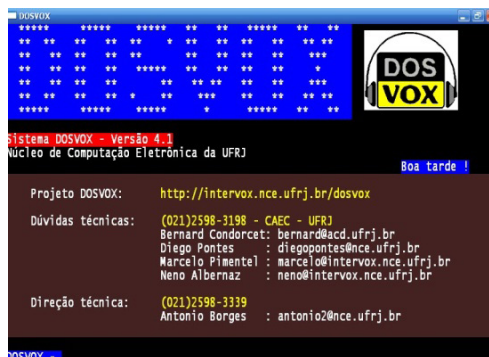 DOSVOX
DOS
VOX
Sistema DOSVOX - Versão 4.1
Núcleo de Computação Eletrônica da UFRJ
Boa tarde !
Projeto DOSVOX: http://intervox.nce.ufrj.br/dosvox
Dúvidas técnicas: (021)2598-3198 - CAEC - UFRJ
Bernard Condorcet: bernard@acd.ufrj.br
Diego Pontes : diegopontes@nce.ufrj.br
Marcelo Pimentel : marcelo@intervox.nce.ufrj.br
Neno Albernaz : neno@intervox.nce.ufrj.br
Direção técnica: (021)2598-3339
Antonio Borges : antonio2@nce.ufrj.br
DOSVOX -